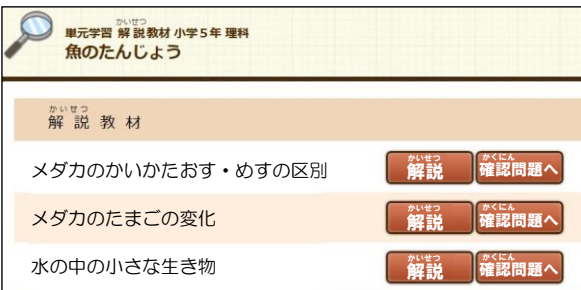 単元学習 解説教材 小学5年 理科
かいせつ
魚のたんじょう
かいせつ
解説教材
メダカのかいかたおす・めすの区別
かいせつ
解説
かくにん
確認問題へ
メダカのたまごの変化
かいせつ
解説
かくにん
確認問題へ
水の中の小さな生き物
かいせつ
解説
かくにん
確認問題へ